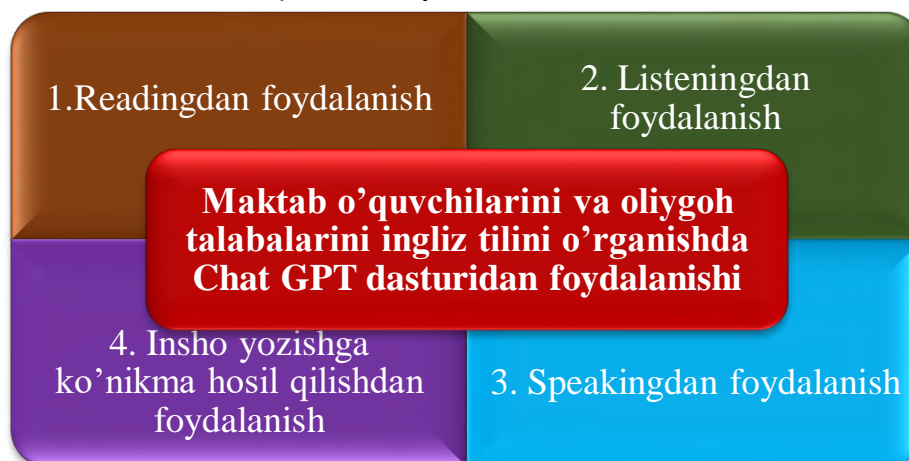 1.Readingdan foydalanish
2. Listeningdan
foydalanish
Maktab o’quvchilarini va oliygoh
talabalarini ingliz tilini o’rganishda
Chat GPT dasturidan foydalanishi
4. Insho yozishga
ko’nikma hosil qilishdan
foydalanish
3. Speakingdan foydalanish